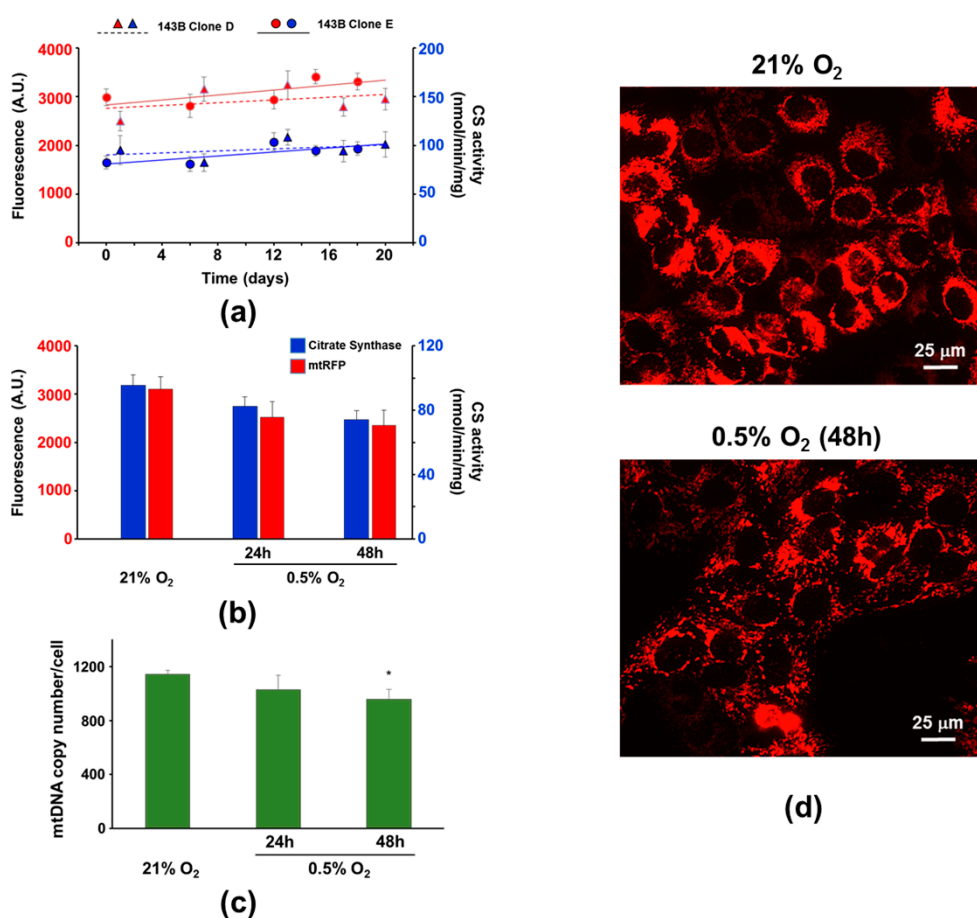 143B Clone D 143B Clone E
4000
3000
2000
1000
0
Fluorescence (A.U.)
200
150
100
50
0
CS activity
(nmol/min/mg)
0 6 12 18 20
Time (days)
(a)
4000
3000
2000
1000
0
Fluorescence (A.U.)
Citrate Synthase
mtRFP
120
80
40
0
CS activity
(nmol/min/mg)
24h 48h
21% O₂ 0.5% O₂
(b)
mtDNA copy number/cell
1200
800
400
0
*
24h 48h
21% O₂ 0.5% O₂
(c)
21% O₂
25 µm
0.5% O₂ (48h)
25 µm
(d)